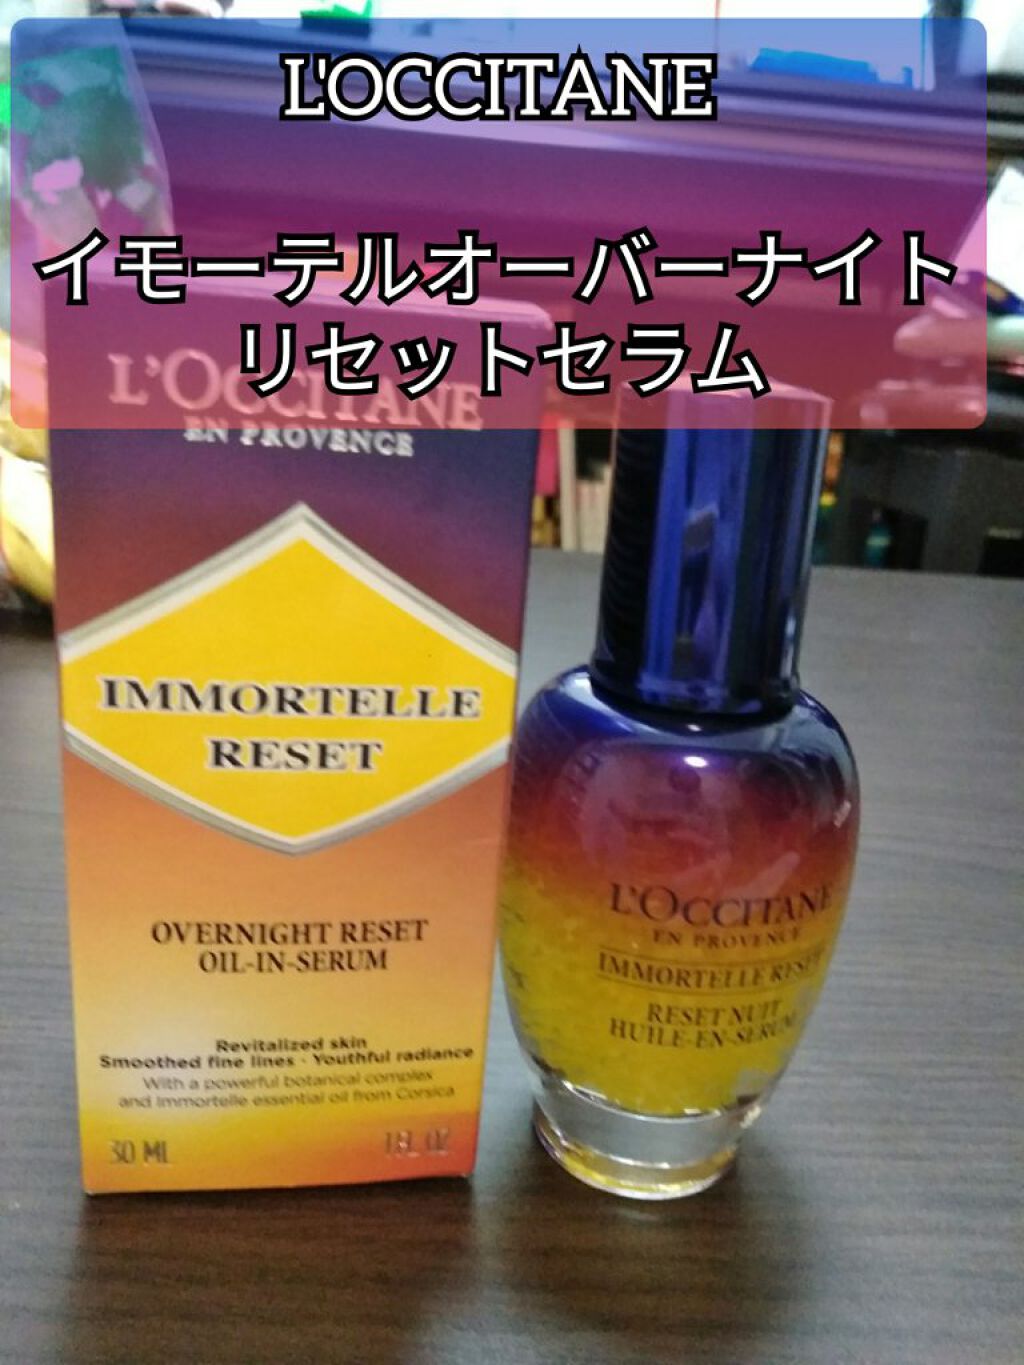 L'OCCITANE
イモーテルオーバーナイト
リセットセラム
L'OCCITANE
EN PROVENCE
IMMORTELLE
RESET
OVERNIGHT RESET
OIL-IN-SERUM
Revitalized skin
Smoothed fine lines · Youthful radiance
With a powerful botanical complex
and Immortelle essential oil from Corsica
30 ML 1 FL OZ
L'OCCITANE
EN PROVENCE
IMMORTELLE RESET
RESET NUIT
HUILE-EN-SERUM